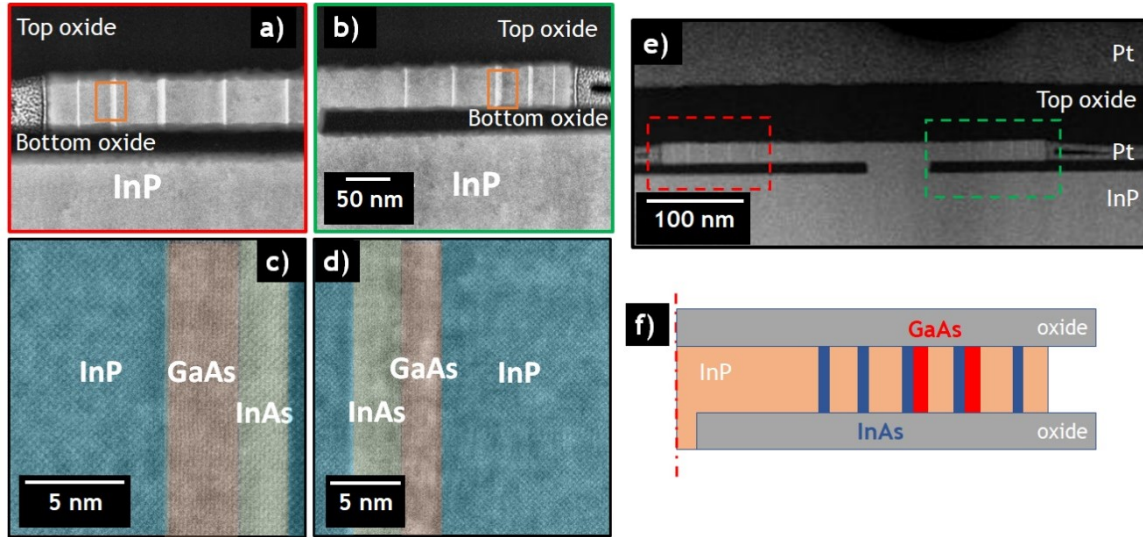 Top oxide
a)
Bottom oxide
InP
b)
Top oxide
Bottom oxide
50 nm
InP
c)
InP
GaAs
InAs
5 nm
d)
InAs
GaAs
InP
5 nm
e)
Pt
Top oxide
Pt
InP
100 nm
f)
GaAs
oxide
InP
InAs
oxide